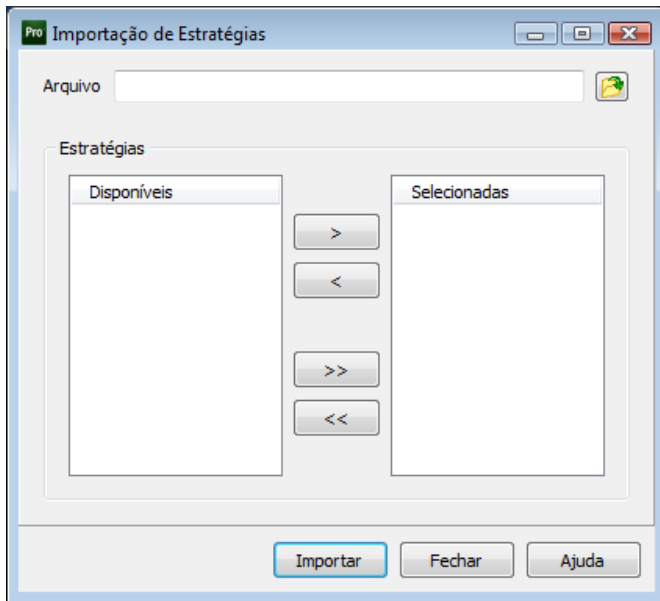 Pro Importação de Estratégias
Arquivo
Estratégias
Disponíveis
Selecionadas
>
<
>>
<<
Importar Fechar Ajuda